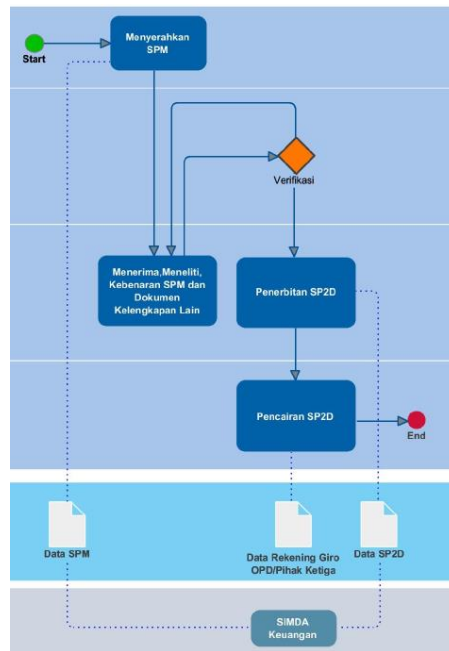 Menyerahkan
SPM
Start
Verifikasi
Menerima,Meneliti,
Kebenaran SPM dan
Dokumen
Kelengkapan Lain
Penerbitan SP2D
Pencairan SP2D
End
Data SPM
Data Rekening Giro
OPD/Pihak Ketiga
Data SP2D
SIMDA
Keuangan